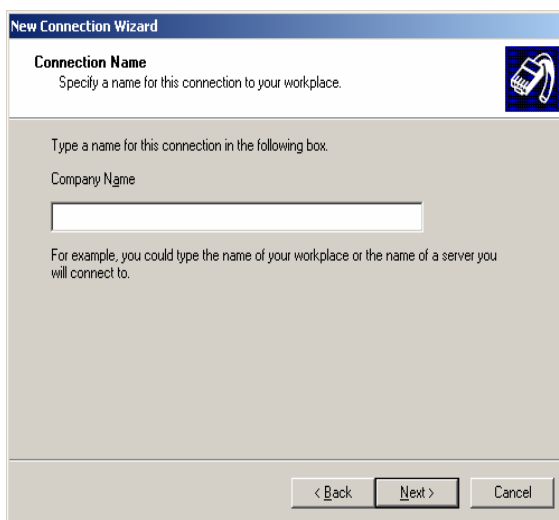 New Connection Wizard
Connection Name
Specify a name for this connection to your workplace.
Type a name for this connection in the following box.
Company Name
For example, you could type the name of your workplace or the name of a server you
will connect to.
< Back
Next >
Cancel